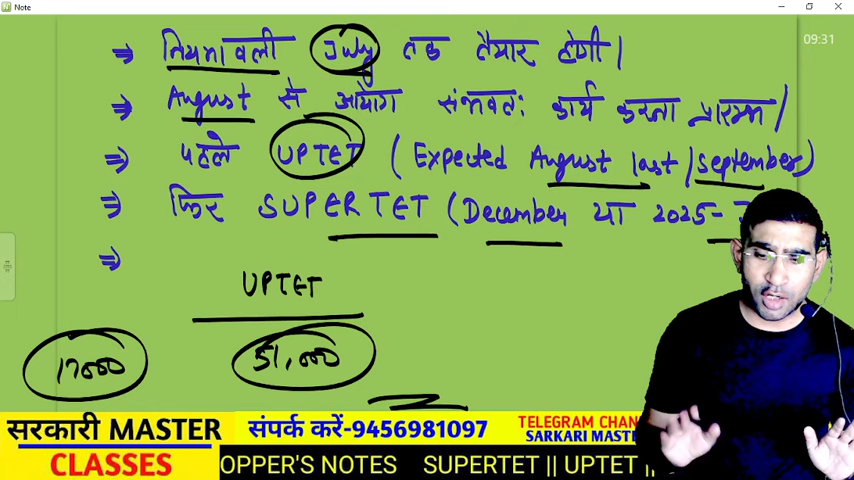 Note
09:31
⇒ नियमावली July तक तैयार होगी।
⇒ August से आयोग संभवतः कार्य करना प्रारम्भ।
⇒ पहले UPTET (Expected August last/September)
⇒ फिर SUPERTET (December या 2025-
⇒
UPTET
17000 51,000
सरकारी MASTER CLASSES
संपर्क करें-9456981097
TELEGRAM CHAN
SARKARI MAST
OPPER'S NOTES SUPERTET || UPTET ||